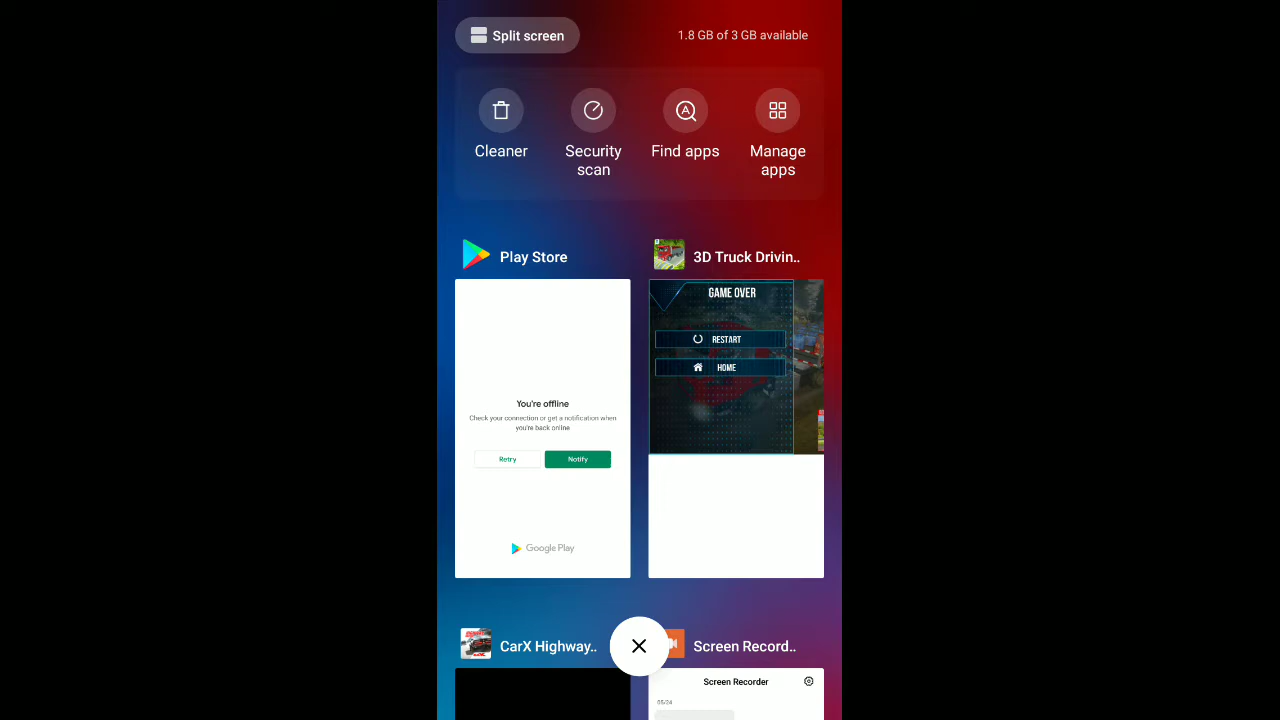 Split screen
1.8 GB of 3 GB available
Cleaner
Security
scan
Find apps
Manage
apps
Play Store
3D Truck Drivin..
You're offline
Check your connection or get a notification when
you're back online
Retry
Notify
Google Play
GAME OVER
RESTART
HOME
CarX Highway..
Screen Record..
Screen Recorder
05/24